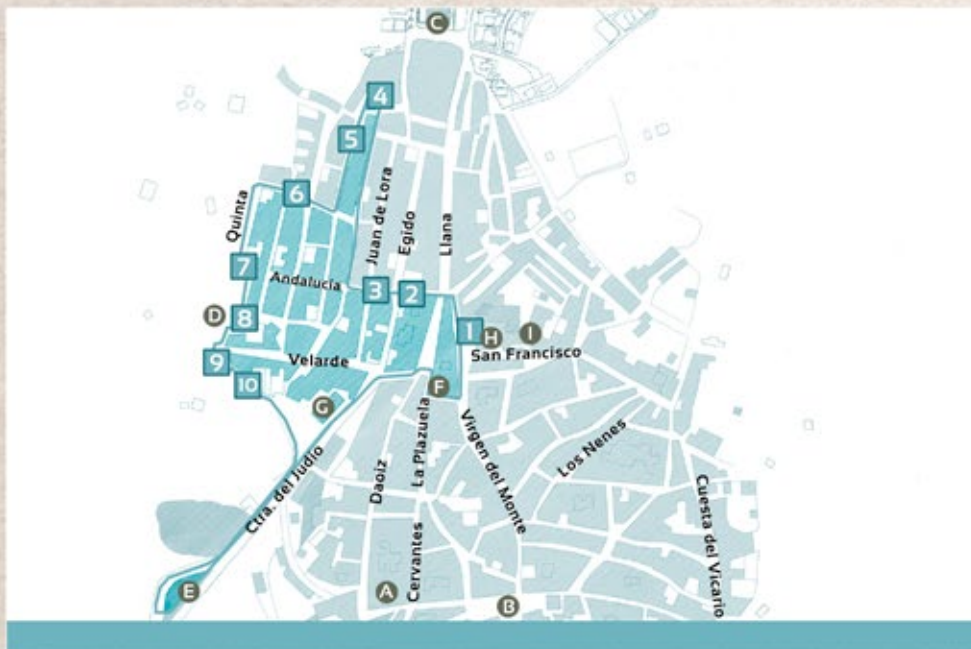 C
4
5
6
Quinta
Juan de Lora
Egido
Llana
7
Andalucía
3
2
D
8
1
H
I
San Francisco
9
Velarde
10
F
G
Ctra. del Judio
Daoiz
La Plazuela
Virgen del Monte
Los Nenes
Cuesta del Vicario
Cervantes
E
A
B